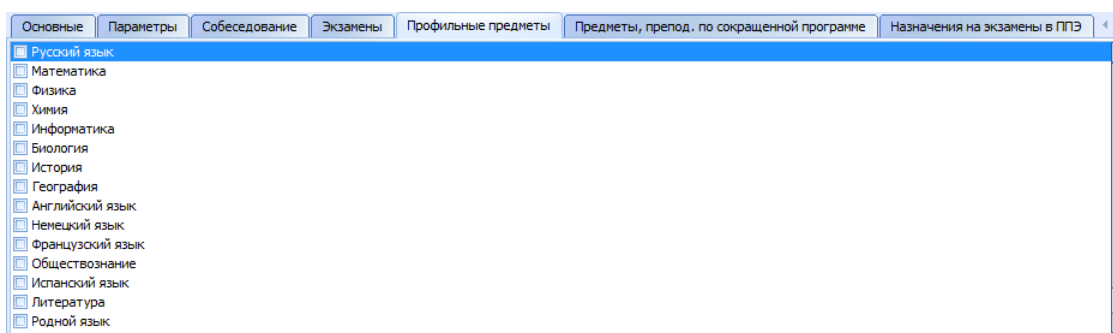 Основные Параметры Собеседование Экзамены Профильные предметы Предметы, препод. по сокращенной программе Назначения на экзамены в ППЭ
Русский язык
Математика
Физика
Химия
Информатика
Биология
История
География
Английский язык
Немецкий язык
Французский язык
Обществознание
Испанский язык
Литература
Родной язык